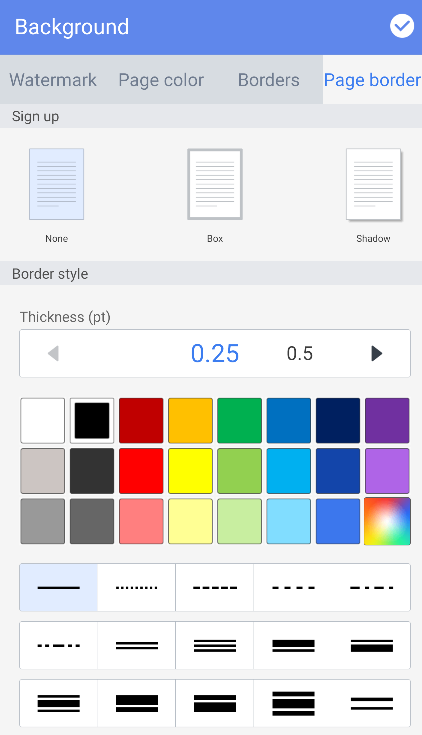 Background
Watermark Page color Borders Page border
Sign up
None Box Shadow
Border style
Thickness (pt)
0.25 0.5